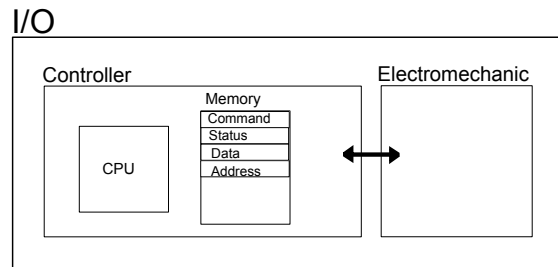 I/O
Controller
Electromechanic
Memory
Command
Status
Data
Address
CPU